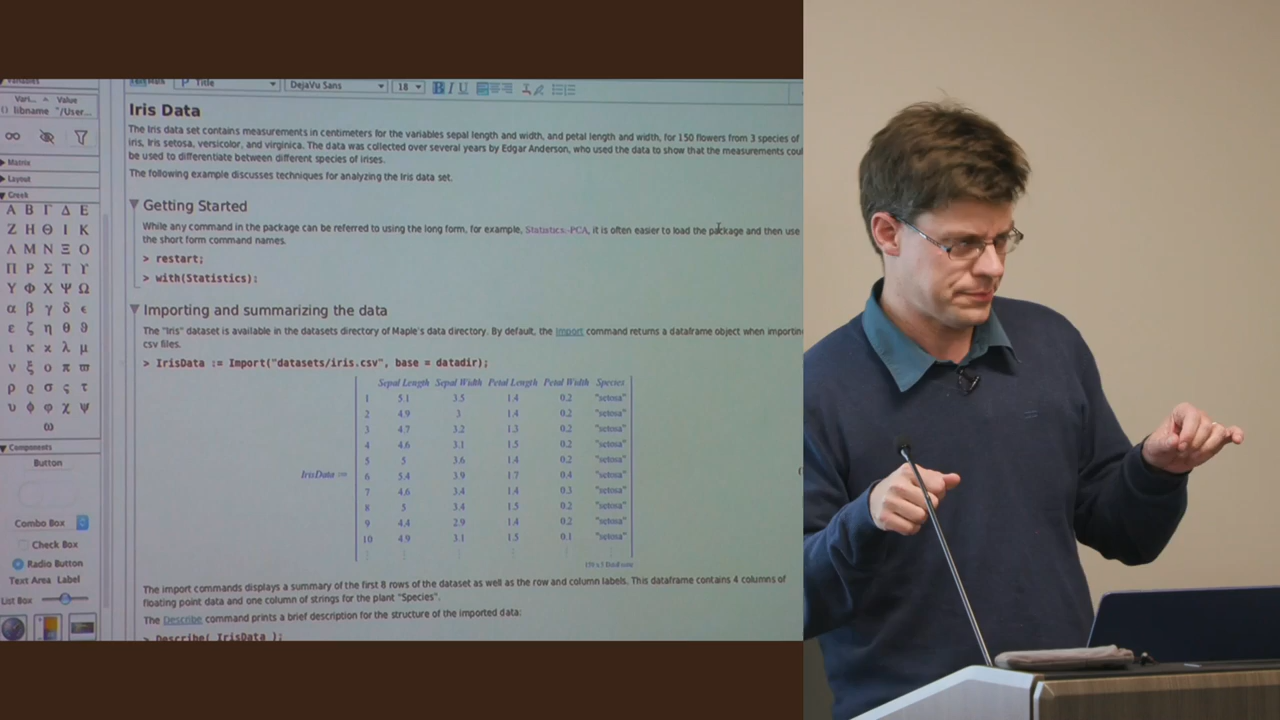 Variables
Text Math
Title
DejaVu Sans
18
B I U
Vari... Value
libname "/User...
Matrix
Layout
Greek
Α Β Γ Δ Ε
Ζ Η Θ Ι Κ
Λ Μ Ν Ξ Ο
Π Ρ Σ Τ Υ
Υ Φ Χ Ψ Ω
α β γ δ ϵ
ε ζ η θ ϑ
ι κ ϰ λ μ
ν ξ ο π ϖ
ρ ϱ σ ς τ
υ ϕ φ χ ψ
ω
Components
Button
Combo Box
Check Box
Radio Button
Text Area Label
List Box
Iris Data
The Iris data set contains measurements in centimeters for the variables sepal length and width, and petal length and width, for 150 flowers from 3 species of
iris, Iris setosa, versicolor, and virginica. The data was collected over several years by Edgar Anderson, who used the data to show that the measurements coul
be used to differentiate between different species of irises.
The following example discusses techniques for analyzing the Iris data set.
Getting Started
While any command in the package can be referred to using the long form, for example, Statistics:-PCA, it is often easier to load the package and then use
the short form command names.
> restart;
> with(Statistics):
Importing and summarizing the data
The "Iris" dataset is available in the datasets directory of Maple's data directory. By default, the Import command returns a dataframe object when importin
csv files.
> IrisData := Import("datasets/iris.csv", base = datadir);
Sepal Length Sepal Width Petal Length Petal Width Species
1 5.1 3.5 1.4 0.2 "setosa"
2 4.9 3 1.4 0.2 "setosa"
3 4.7 3.2 1.3 0.2 "setosa"
4 4.6 3.1 1.5 0.2 "setosa"
5 5 3.6 1.4 0.2 "setosa"
IrisData := 6 5.4 3.9 1.7 0.4 "setosa"
7 4.6 3.4 1.4 0.3 "setosa"
8 5 3.4 1.5 0.2 "setosa"
9 4.4 2.9 1.4 0.2 "setosa"
10 4.9 3.1 1.5 0.1 "setosa"
150 x 5 DataFrame
The import commands displays a summary of the first 8 rows of the dataset as well as the row and column labels. This dataframe contains 4 columns of
floating point data and one column of strings for the plant "Species".
The Describe command prints a brief description for the structure of the imported data:
> Describe( IrisData );